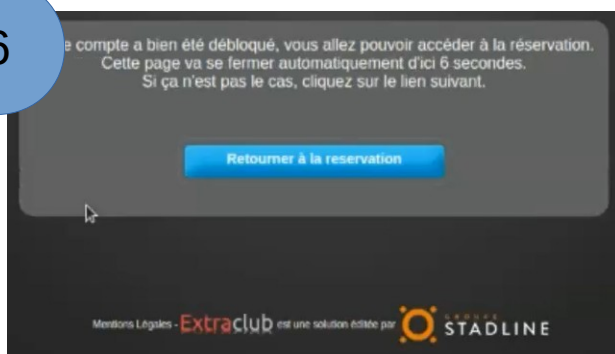 6
e compte a bien été débloqué, vous allez pouvoir accéder à la réservation.
Cette page va se fermer automatiquement d'ici 6 secondes.
Si ça n'est pas le cas, cliquez sur le lien suivant.
Retourner à la reservation
Mentions Légales - Extraclub est une solution éditée par GROUPE STADLINE